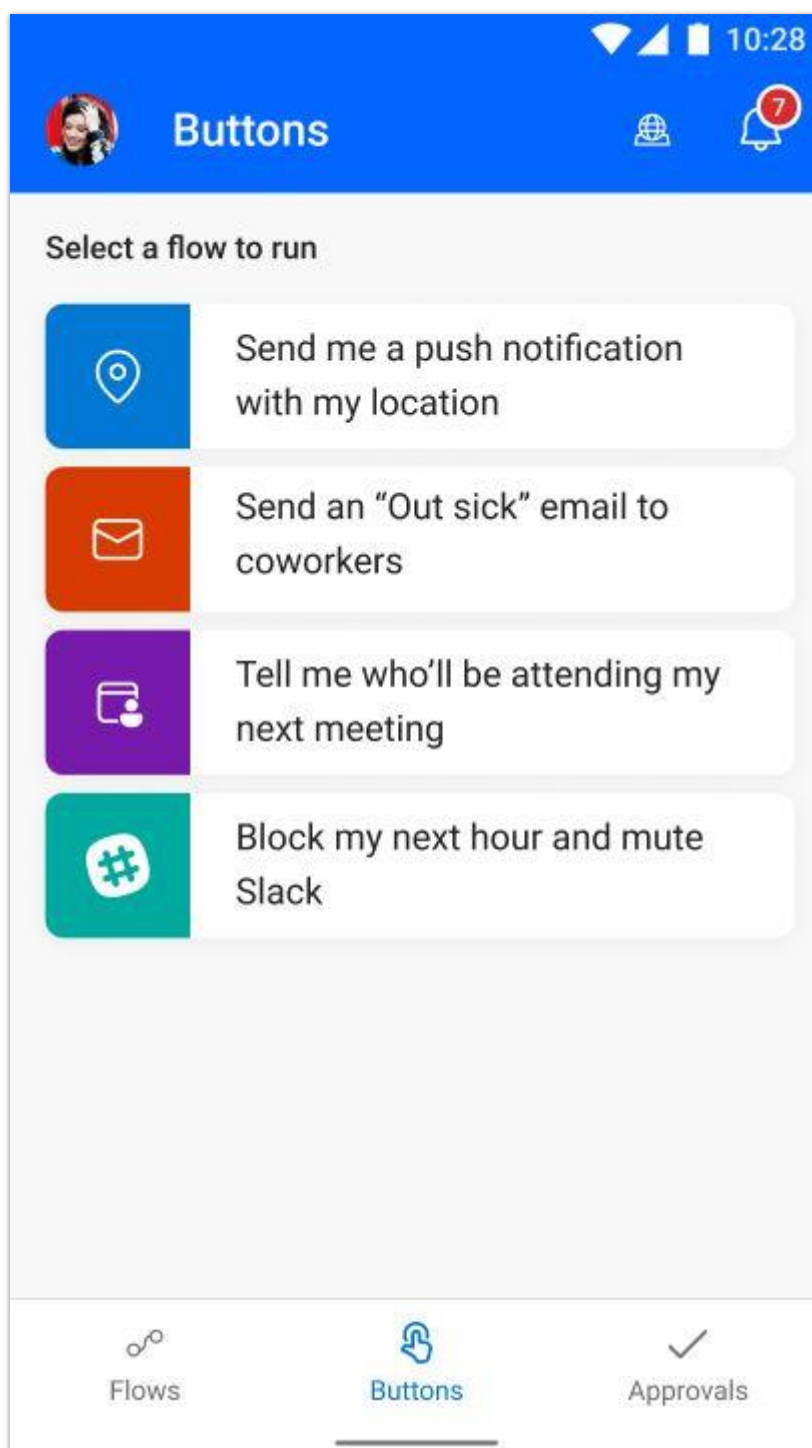 10:28
Buttons
7
Select a flow to run
Send me a push notification
with my location
Send an “Out sick” email to
coworkers
Tell me who’ll be attending my
next meeting
Block my next hour and mute
Slack
Flows
Buttons
Approvals